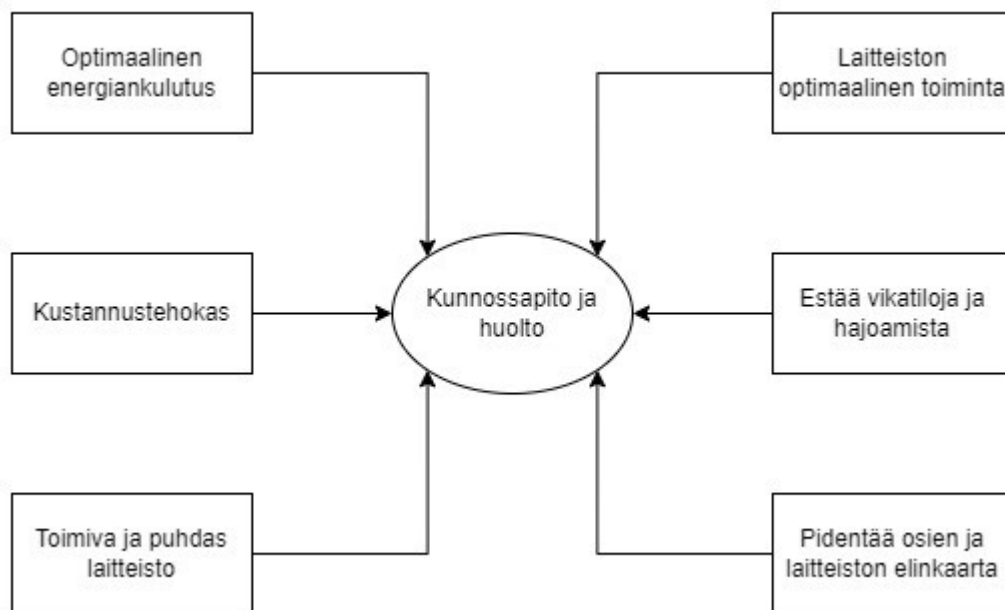 Optimaalinen
energiankulutus
Laitteiston
optimaalinen toiminta
Kustannustehokas
Kunnossapito ja
huolto
Estää vikatiloja ja
hajoamista
Toimiva ja puhdas
laitteisto
Pidentää osien ja
laitteiston elinkaarta